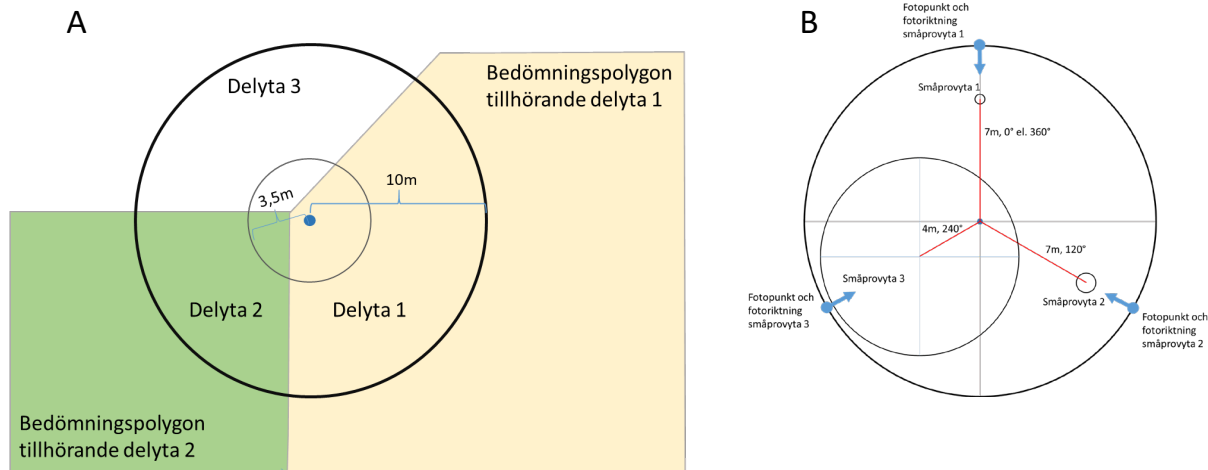 A
Delyta 3
Bedömningspolygon
tillhörande delyta 1
3,5m
10m
Delyta 2
Delyta 1
Bedömningspolygon
tillhörande delyta 2
B
Fotopunkt och
fotoriktning
småprovyta 1
Småprovyta 1
7m, 0° el. 360°
4m, 240°
7m, 120°
Småprovyta 3
Småprovyta 2
Fotopunkt och
fotoriktning
småprovyta 3
Fotopunkt och
fotoriktning
småprovyta 2